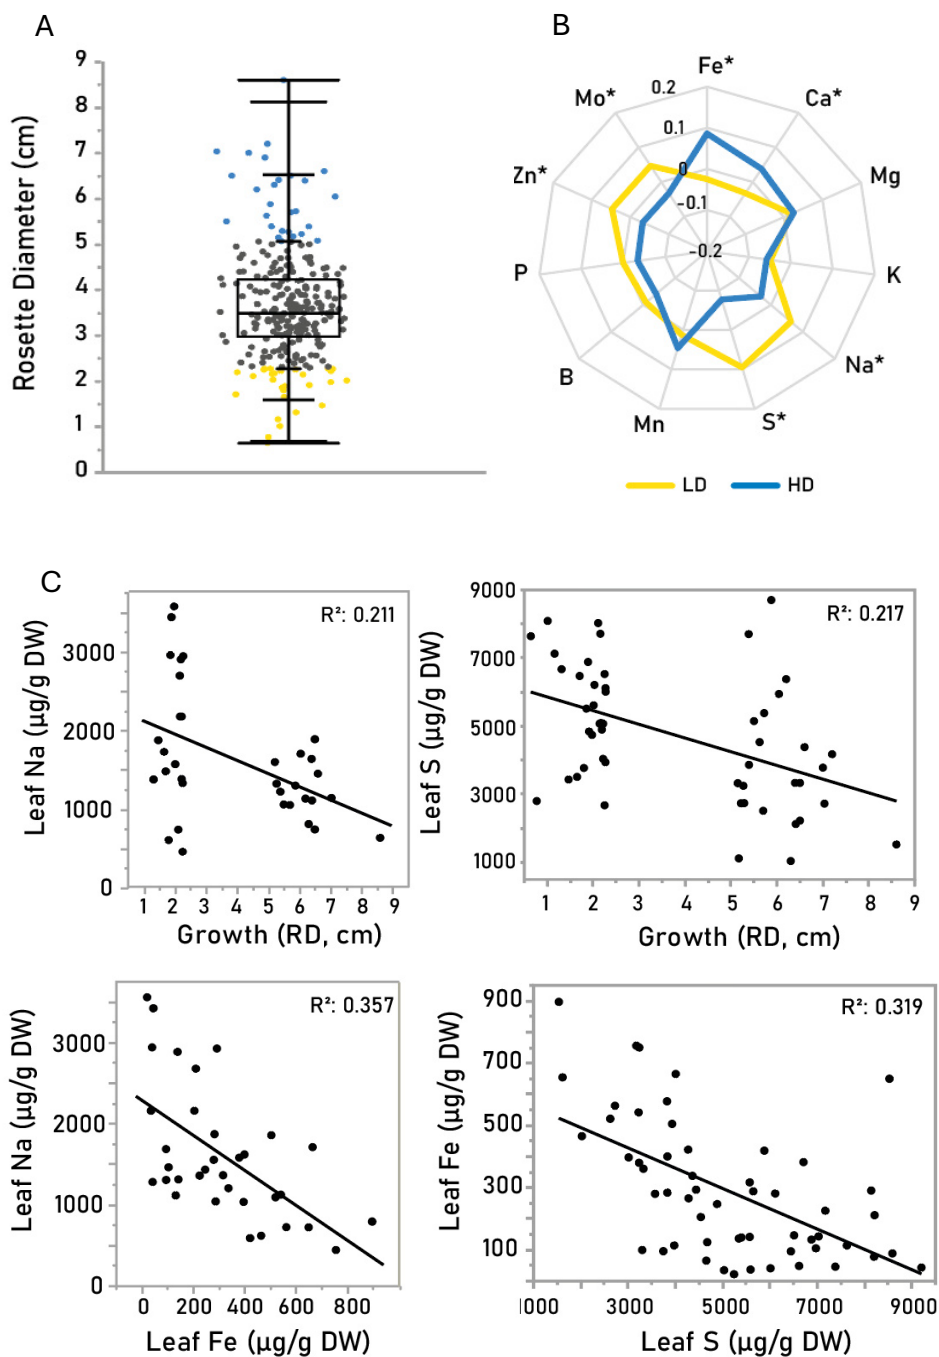 A
B
9
8
7
6
5
4
3
2
1
0
Rosette Diameter (cm)
Fe*
Ca*
Mg
K
Na*
S*
Mn
B
P
Zn*
Mo*
0.2
0.1
0
-0.1
-0.2
LD
HD
C
R²: 0.211
3000
2000
1000
0
Leaf Na (µg/g DW)
1 2 3 4 5 6 7 8 9
Growth (RD, cm)
R²: 0.217
9000
7000
5000
3000
1000
Leaf S (µg/g DW)
1 2 3 4 5 6 7 8 9
Growth (RD, cm)
R²: 0.357
3000
2000
1000
0
Leaf Na (µg/g DW)
0 200 400 600 800
Leaf Fe (µg/g DW)
R²: 0.319
900
700
500
300
100
Leaf Fe (µg/g DW)
1000 3000 5000 7000 9000
Leaf S (µg/g DW)